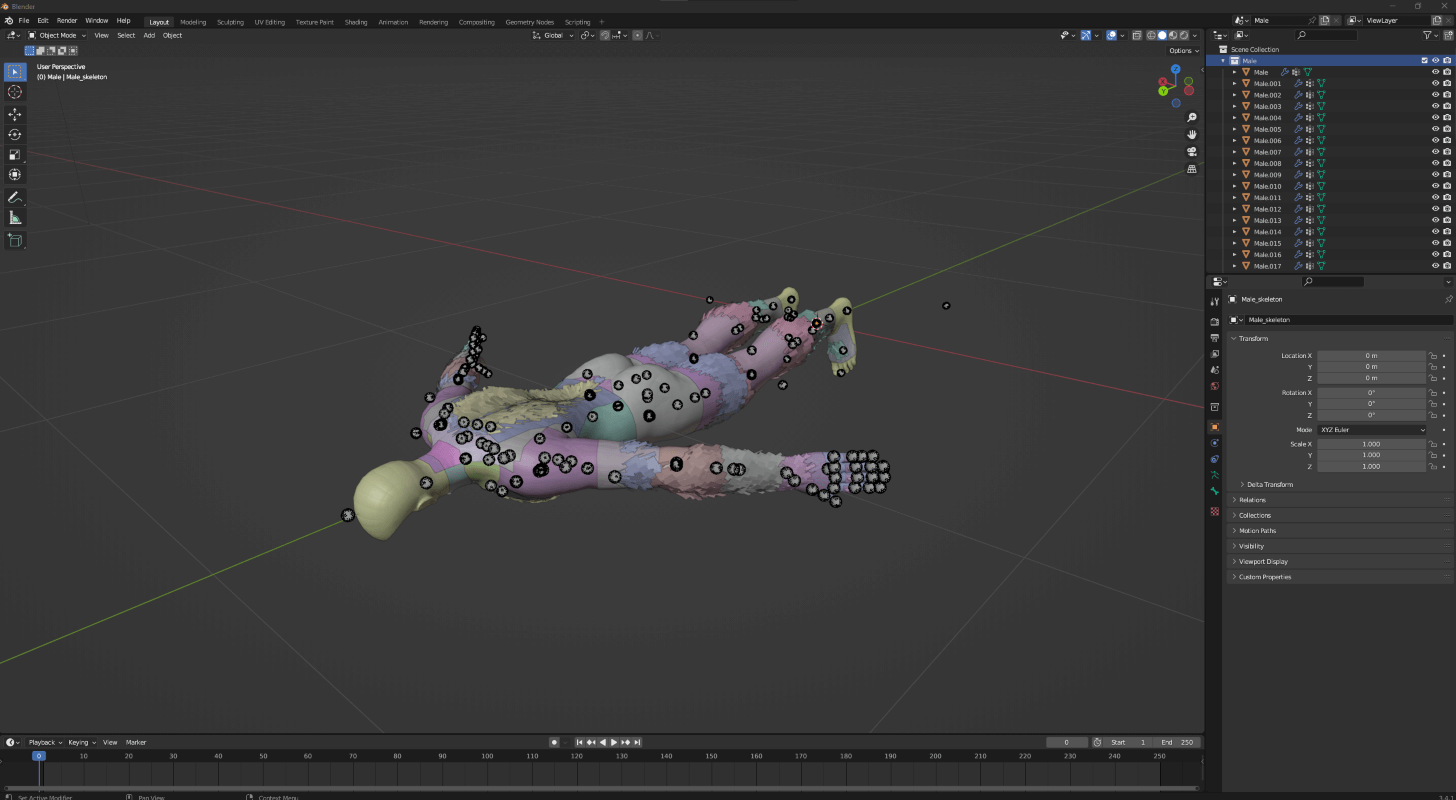 Blender
File Edit Render Window Help Layout Modeling Sculpting UV Editing Texture Paint Shading Animation Rendering Compositing Geometry Nodes Scripting + Male ViewLayer
Object Mode View Select Add Object Global
Options
User Perspective
(0) Male | Male_skeleton
Z
X
Y
Scene Collection
Male
Male
Male.001
Male.002
Male.003
Male.004
Male.005
Male.006
Male.007
Male.008
Male.009
Male.010
Male.011
Male.012
Male.013
Male.014
Male.015
Male.016
Male.017
Male_skeleton
Male_skeleton
Transform
Location X 0 m
Y 0 m
Z 0 m
Rotation X 0°
Y 0°
Z 0°
Mode XYZ Euler
Scale X 1.000
Y 1.000
Z 1.000
Delta Transform
Relations
Collections
Motion Paths
Visibility
Viewport Display
Custom Properties
Playback Keying View Marker 0 Start 1 End 250
0 10 20 30 40 50 60 70 80 90 100 110 120 130 140 150 160 170 180 190 200 210 220 230 240 250
Set Active Modifier Pan View Context Menu